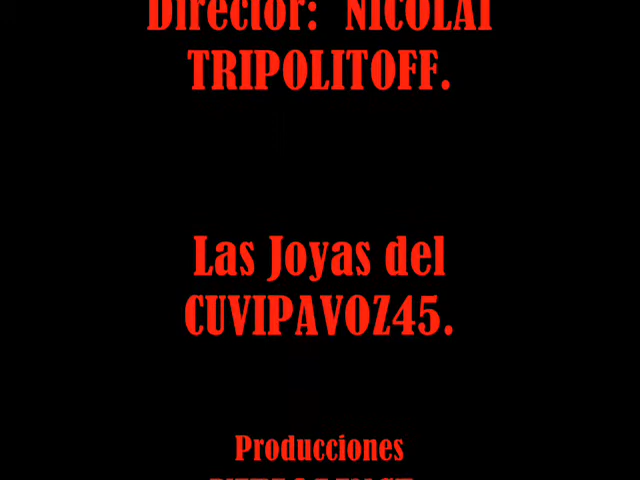 Director: NICOLAI
TRIPOLITOFF.
Las Joyas del
CUVIPAVOZ45.
Producciones